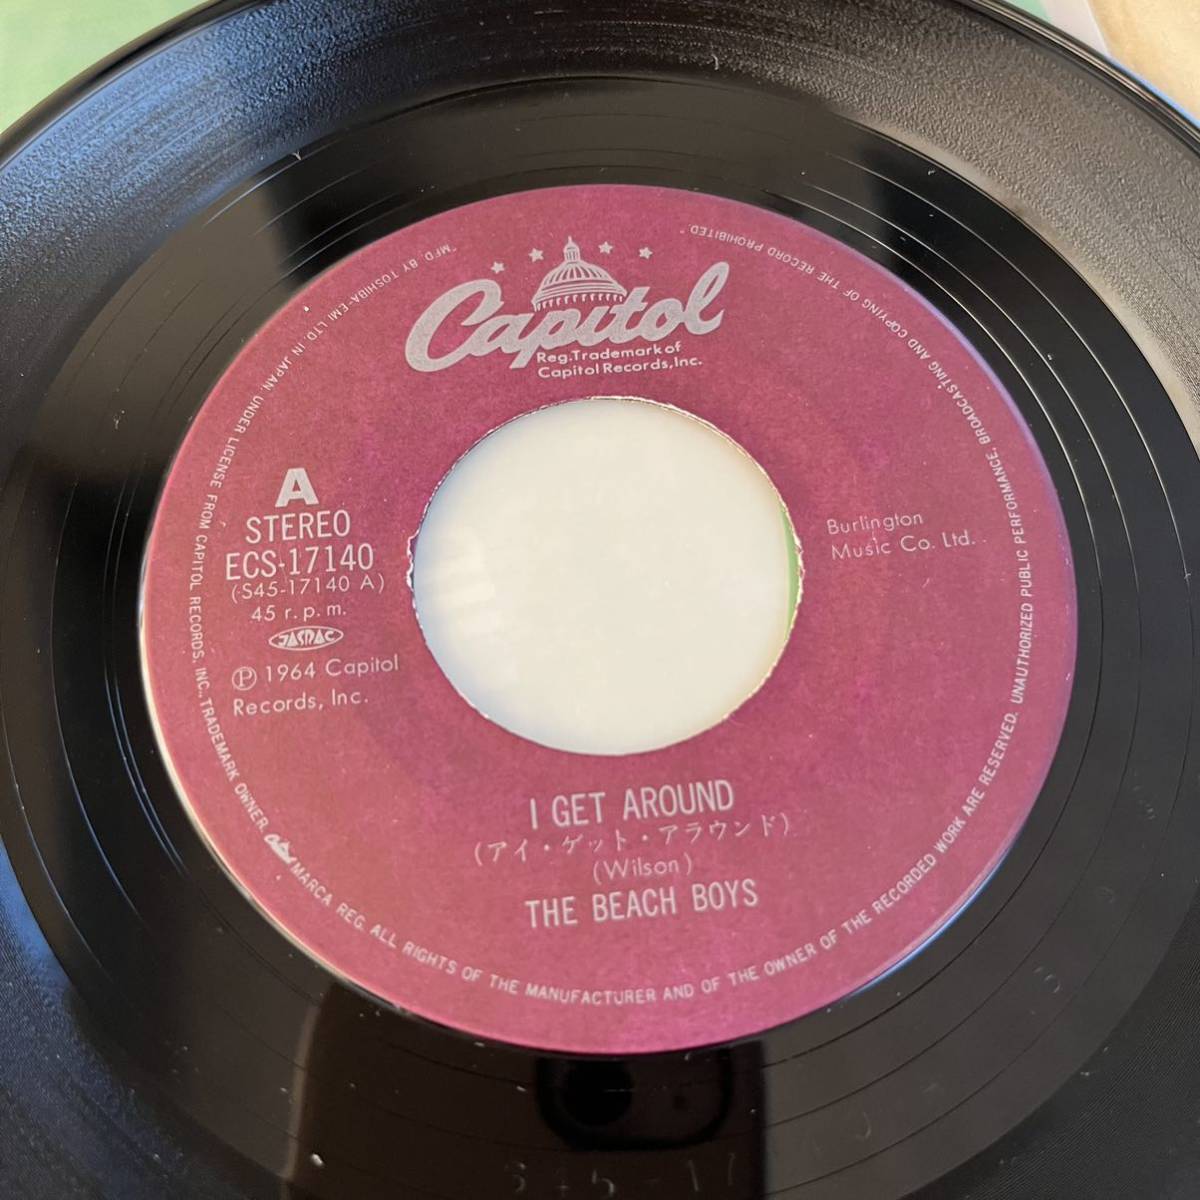 Capitol
Reg.Trademark of
Capitol Records,Inc.
A
STEREO
ECS-17140
(S45-17140 A)
45 r.p.m.
JASRAC
Ⓟ 1964 Capitol
Records, Inc.
Burlington
Music Co. Ltd.
I GET AROUND
(アイ・ゲット・アラウンド)
(Wilson)
THE BEACH BOYS
"MFD. BY TOSHIBA-EMI LTD. IN JAPAN. UNDER LICENSE FROM CAPITOL RECORDS, INC., TRADEMARK OWNER. Capitol MARCA REG. ALL RIGHTS OF THE MANUFACTURER AND OF THE OWNER OF THE RECORDED WORK ARE RESERVED. UNAUTHORIZED PUBLIC PERFORMANCE, BROADCASTING AND COPYING OF THE RECORD PROHIBITED."